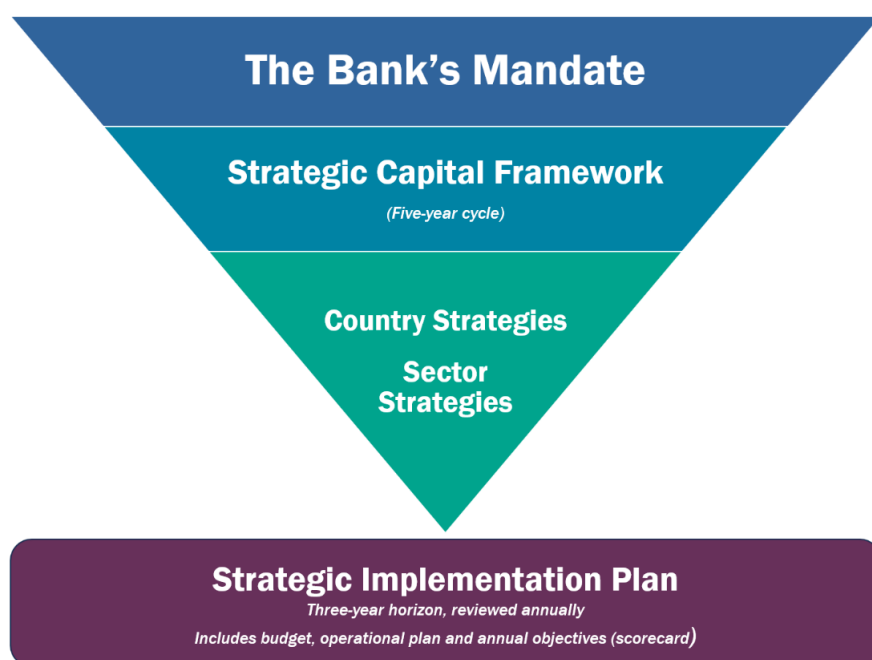 The Bank's Mandate
Strategic Capital Framework
(Five-year cycle)
Country Strategies
Sector
Strategies
Strategic Implementation Plan
Three-year horizon, reviewed annually
Includes budget, operational plan and annual objectives (scorecard)